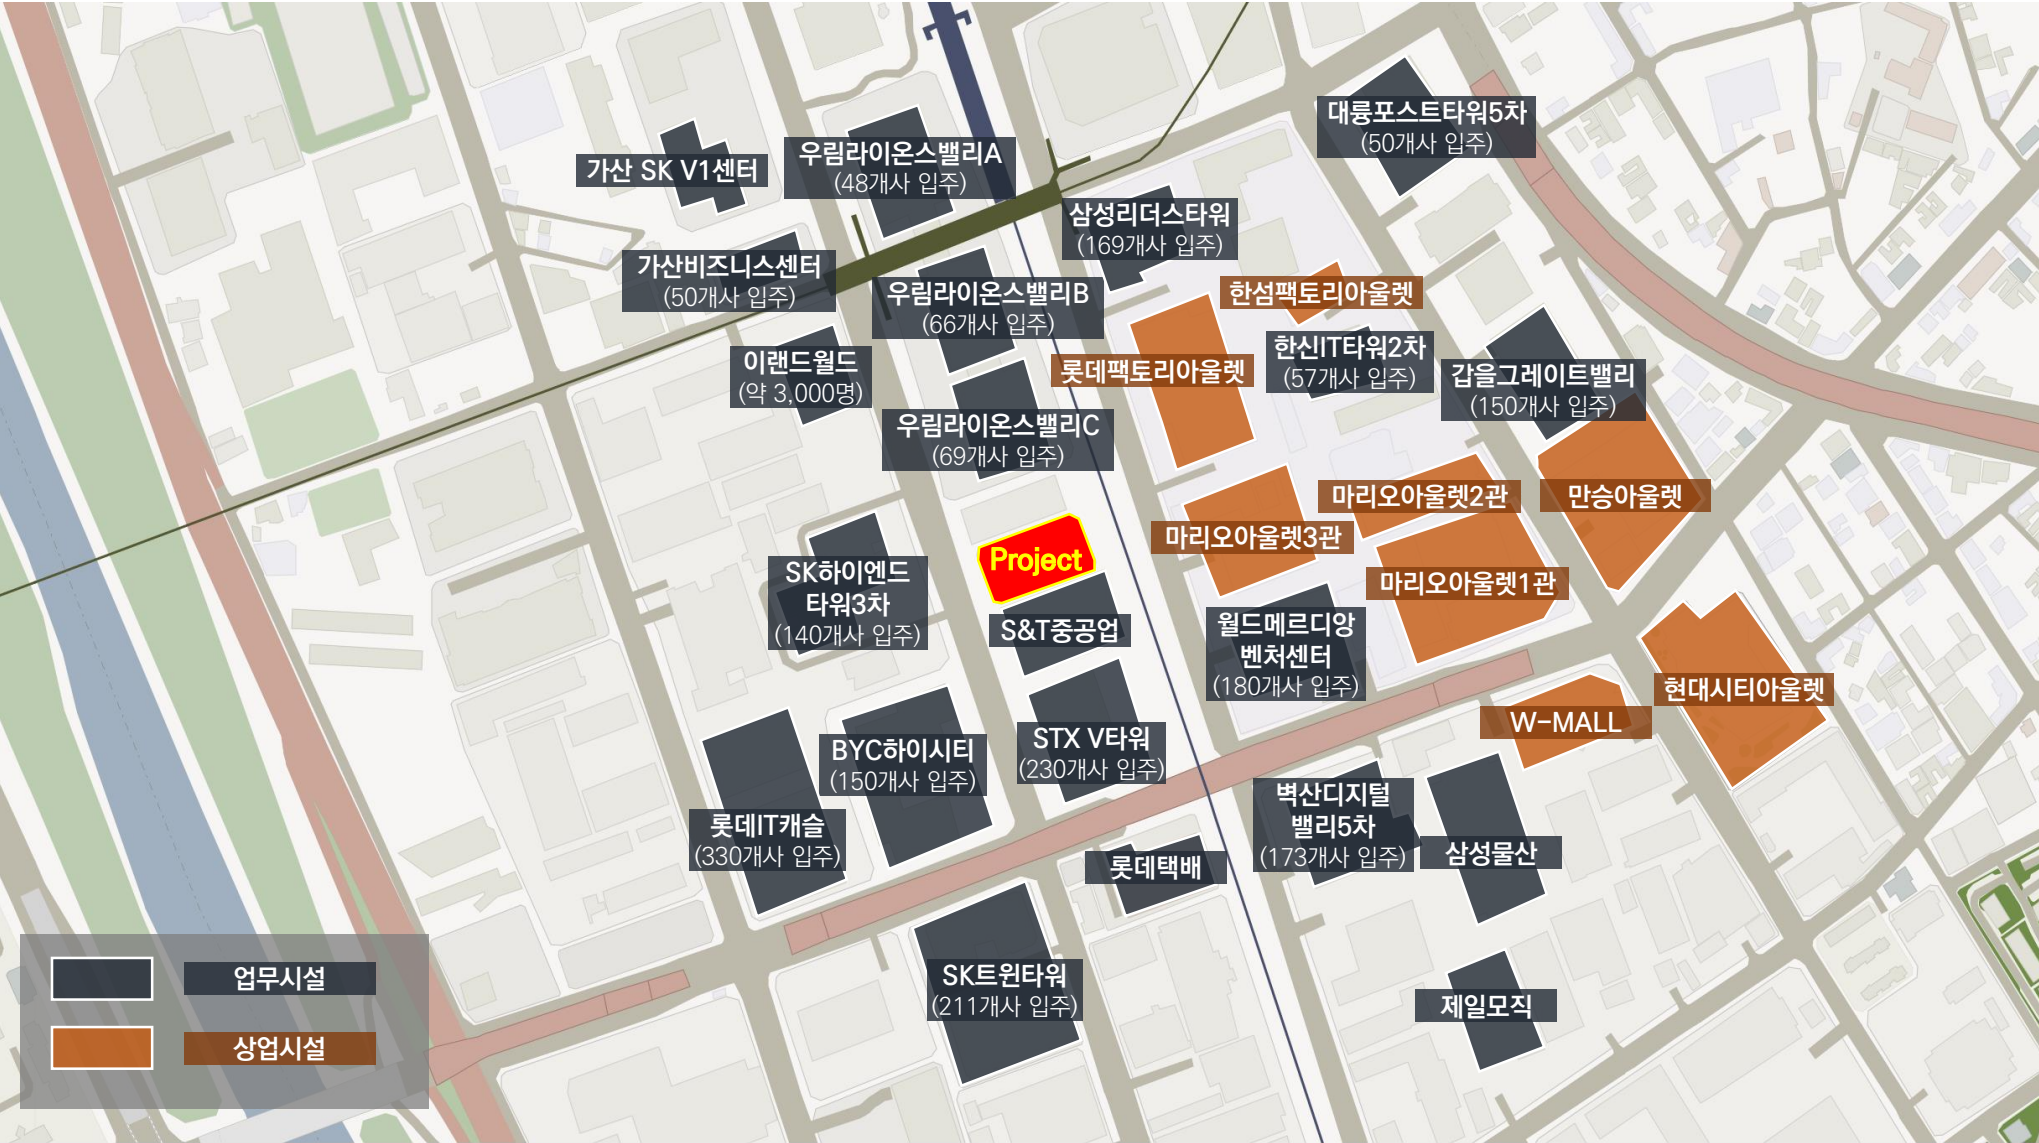 대륭포스트타워5차
(50개사 입주)
우림라이온스밸리A
(48개사 입주)
가산 SK V1센터
삼성리더스타워
(169개사 입주)
가산비즈니스센터
(50개사 입주)
우림라이온스밸리B
(66개사 입주)
한섬팩토리아울렛
한신IT타워2차
(57개사 입주)
이랜드월드
(약 3,000명)
롯데팩토리아울렛
갑을그레이트밸리
(150개사 입주)
우림라이온스밸리C
(69개사 입주)
마리오아울렛2관
만승아울렛
마리오아울렛3관
Project
SK하이엔드
타워3차
(140개사 입주)
마리오아울렛1관
S&T중공업
월드메르디앙
벤처센터
(180개사 입주)
현대시티아울렛
W-MALL
STX V타워
(230개사 입주)
BYC하이시티
(150개사 입주)
벽산디지털
밸리5차
(173개사 입주)
롯데IT캐슬
(330개사 입주)
삼성물산
롯데택배
SK트윈타워
(211개사 입주)
제일모직
업무시설
상업시설